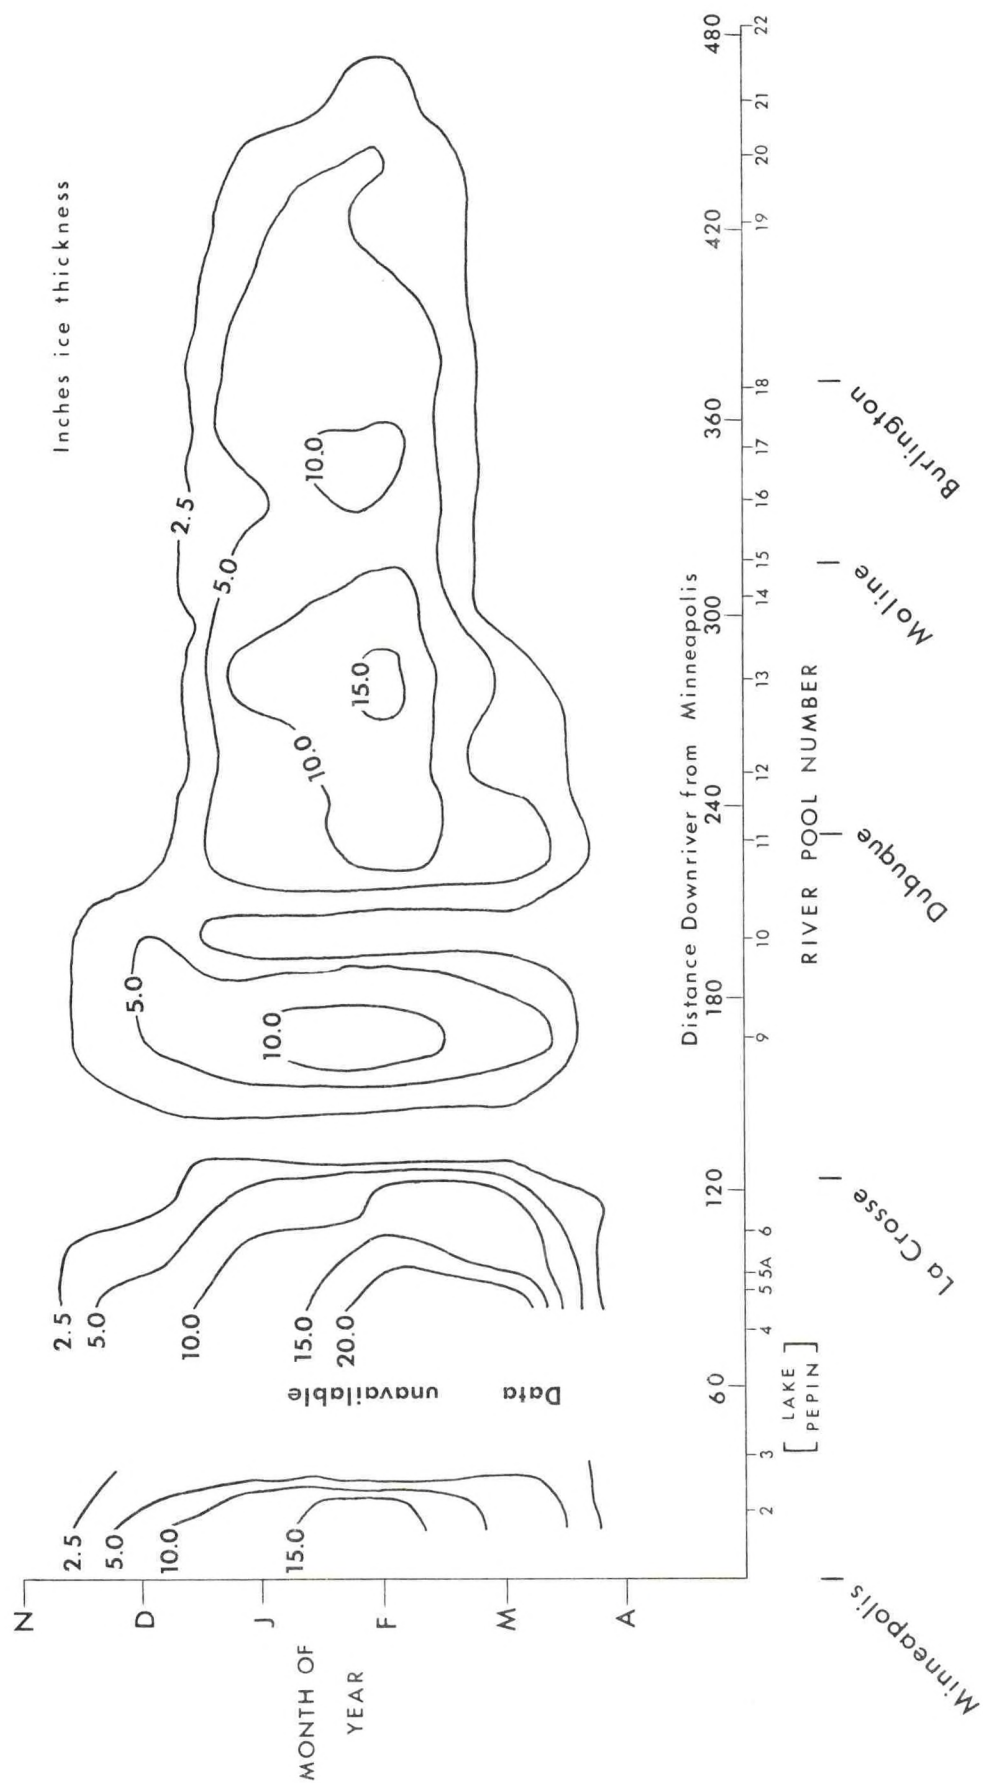 Inches ice thickness
N
D
J
F
M
A
MONTH OF
YEAR
2.5
5.0
10.0
15.0
2.5
5.0
10.0
15.0
20.0
Data
unavailable
5.0
10.0
10.0
15.0
5.0
2.5
10.0
Distance Downriver from Minneapolis
60
120
180
240
300
360
420
480
2
3
4
5
5A
6
9
10
11
12
13
14
15
16
17
18
19
20
21
22
RIVER POOL NUMBER
[ LAKE
PEPIN ]
Minneapolis
La Crosse
Dubuque
Moline
Burlington